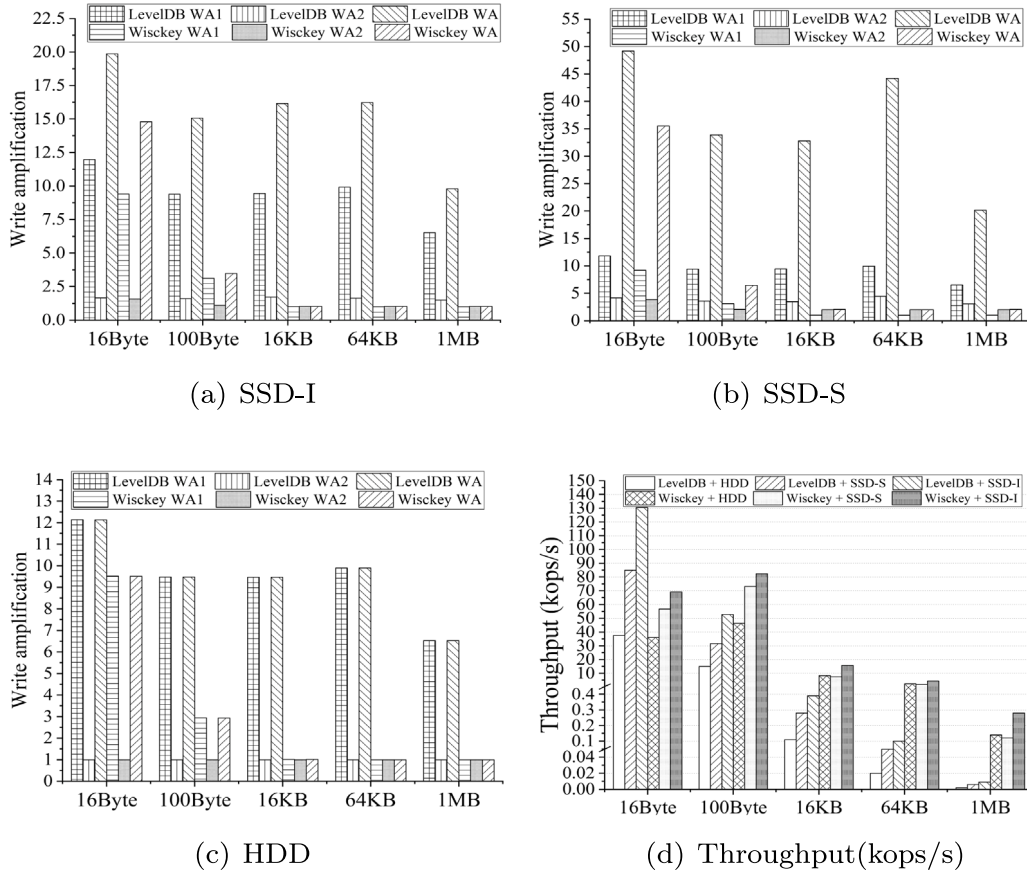 LevelDB WA1 LevelDB WA2 LevelDB WA
Wisckey WA1 Wisckey WA2 Wisckey WA
Write amplification
20.0
17.5
15.0
12.5
10.0
7.5
5.0
2.5
0.0
16Byte 100Byte 16KB 64KB 1MB
(a) SSD-I
LevelDB WA1 LevelDB WA2 LevelDB WA
Wisckey WA1 Wisckey WA2 Wisckey WA
Write amplification
55
50
45
40
35
30
25
20
15
10
5
0
16Byte 100Byte 16KB 64KB 1MB
(b) SSD-S
LevelDB WA1 LevelDB WA2 LevelDB WA
Wisckey WA1 Wisckey WA2 Wisckey WA
Write amplification
14
13
12
11
10
9
8
7
6
5
4
3
2
1
0
16Byte 100Byte 16KB 64KB 1MB
(c) HDD
LevelDB + HDD LevelDB + SSD-S LevelDB + SSD-I
Wisckey + HDD Wisckey + SSD-S Wisckey + SSD-I
Throughput (kops/s)
150
140
130
120
110
100
90
80
70
60
50
40
30
20
10
0.4
0.3
0.2
0.1
0.04
0.02
0.00
16Byte 100Byte 16KB 64KB 1MB
(d) Throughput(kops/s)